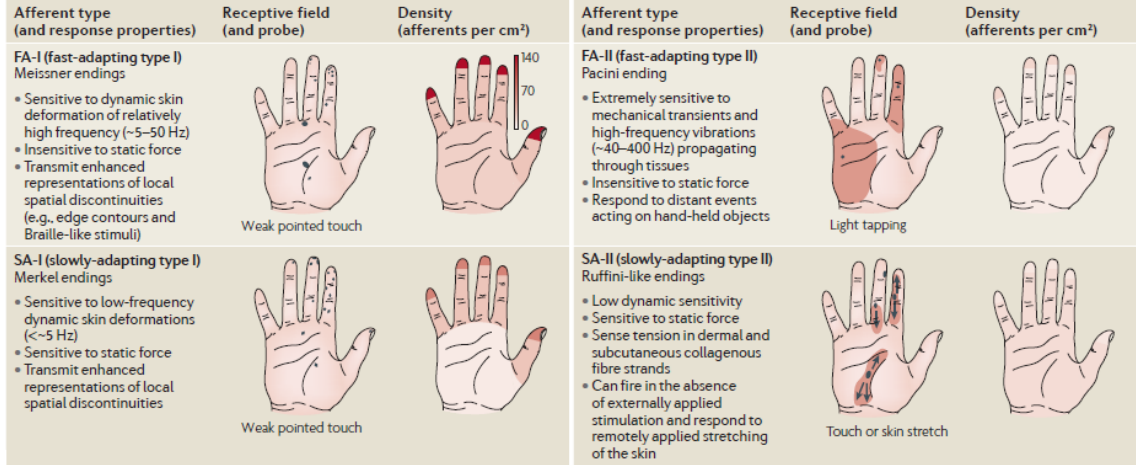 Afferent type
(and response properties)
Receptive field
(and probe)
Density
(afferents per cm²)
FA-I (fast-adapting type I)
Meissner endings
• Sensitive to dynamic skin
deformation of relatively
high frequency (~5–50 Hz)
• Insensitive to static force
• Transmit enhanced
representations of local
spatial discontinuities
(e.g., edge contours and
Braille-like stimuli)
Weak pointed touch
140
70
0
SA-I (slowly-adapting type I)
Merkel endings
• Sensitive to low-frequency
dynamic skin deformations
(<~5 Hz)
• Sensitive to static force
• Transmit enhanced
representations of local
spatial discontinuities
Weak pointed touch
Afferent type
(and response properties)
Receptive field
(and probe)
Density
(afferents per cm²)
FA-II (fast-adapting type II)
Pacini ending
• Extremely sensitive to
mechanical transients and
high-frequency vibrations
(~40–400 Hz) propagating
through tissues
• Insensitive to static force
• Respond to distant events
acting on hand-held objects
Light tapping
SA-II (slowly-adapting type II)
Ruffini-like endings
• Low dynamic sensitivity
• Sensitive to static force
• Sense tension in dermal and
subcutaneous collagenous
fibre strands
• Can fire in the absence
of externally applied
stimulation and respond to
remotely applied stretching
of the skin
Touch or skin stretch